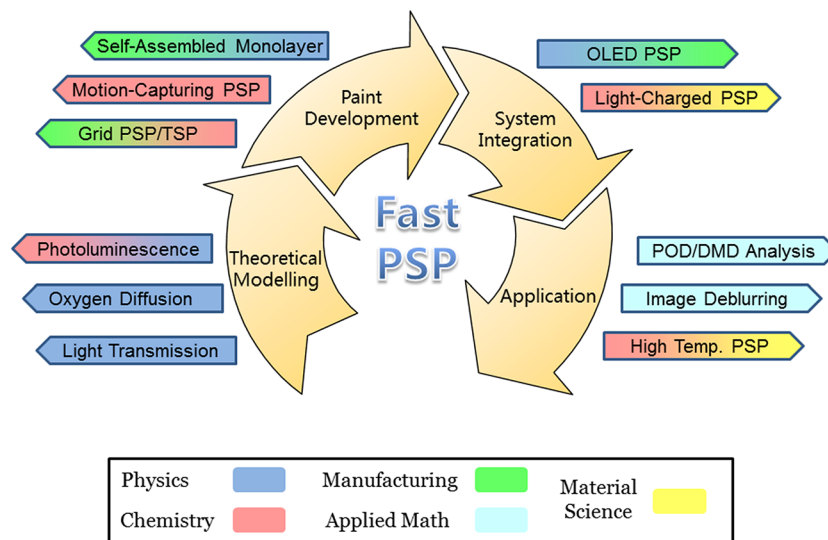 Self-Assembled Monolayer
Motion-Capturing PSP
Grid PSP/TSP
Paint
Development
OLED PSP
Light-Charged PSP
System
Integration
Fast
PSP
Photoluminescence
Oxygen Diffusion
Light Transmission
Theoretical
Modelling
Application
POD/DMD Analysis
Image Deblurring
High Temp. PSP
Physics
Manufacturing
Material
Science
Chemistry
Applied Math